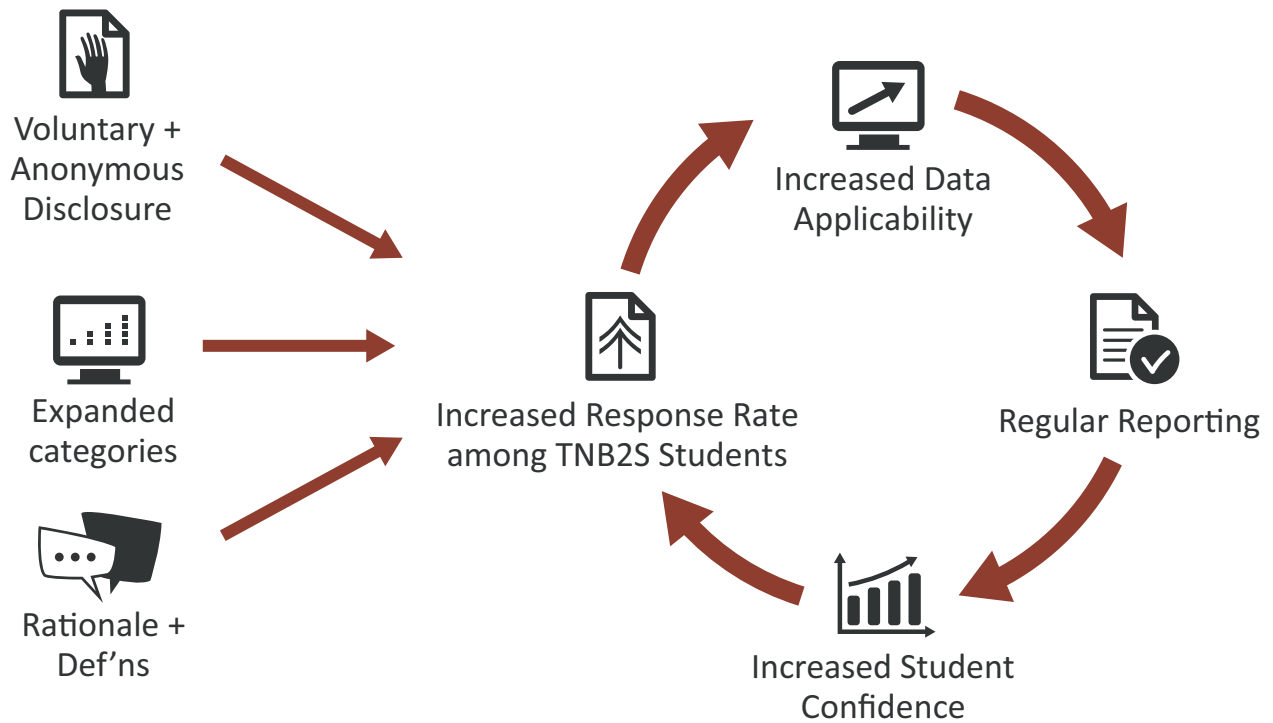 Voluntary +
Anonymous
Disclosure
Expanded
categories
Rationale +
Def’ns
Increased Response Rate
among TNB2S Students
Increased Data
Applicability
Regular Reporting
Increased Student
Confidence